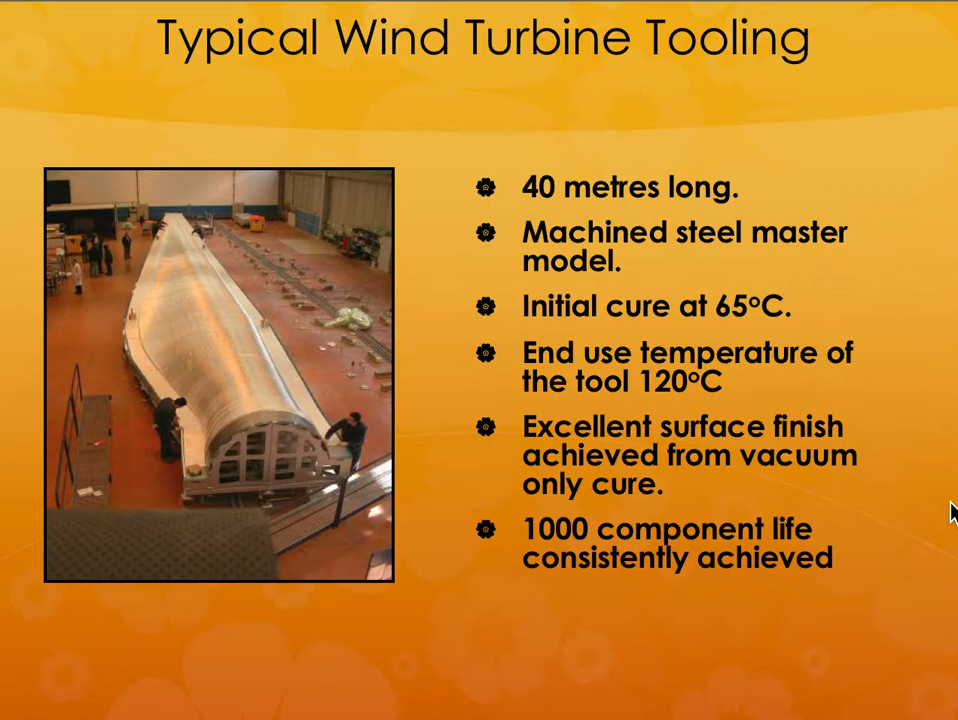 Typical Wind Turbine Tooling
40 metres long.
Machined steel master
model.
Initial cure at 65°C.
End use temperature of
the tool 120°C
Excellent surface finish
achieved from vacuum
only cure.
1000 component life
consistently achieved